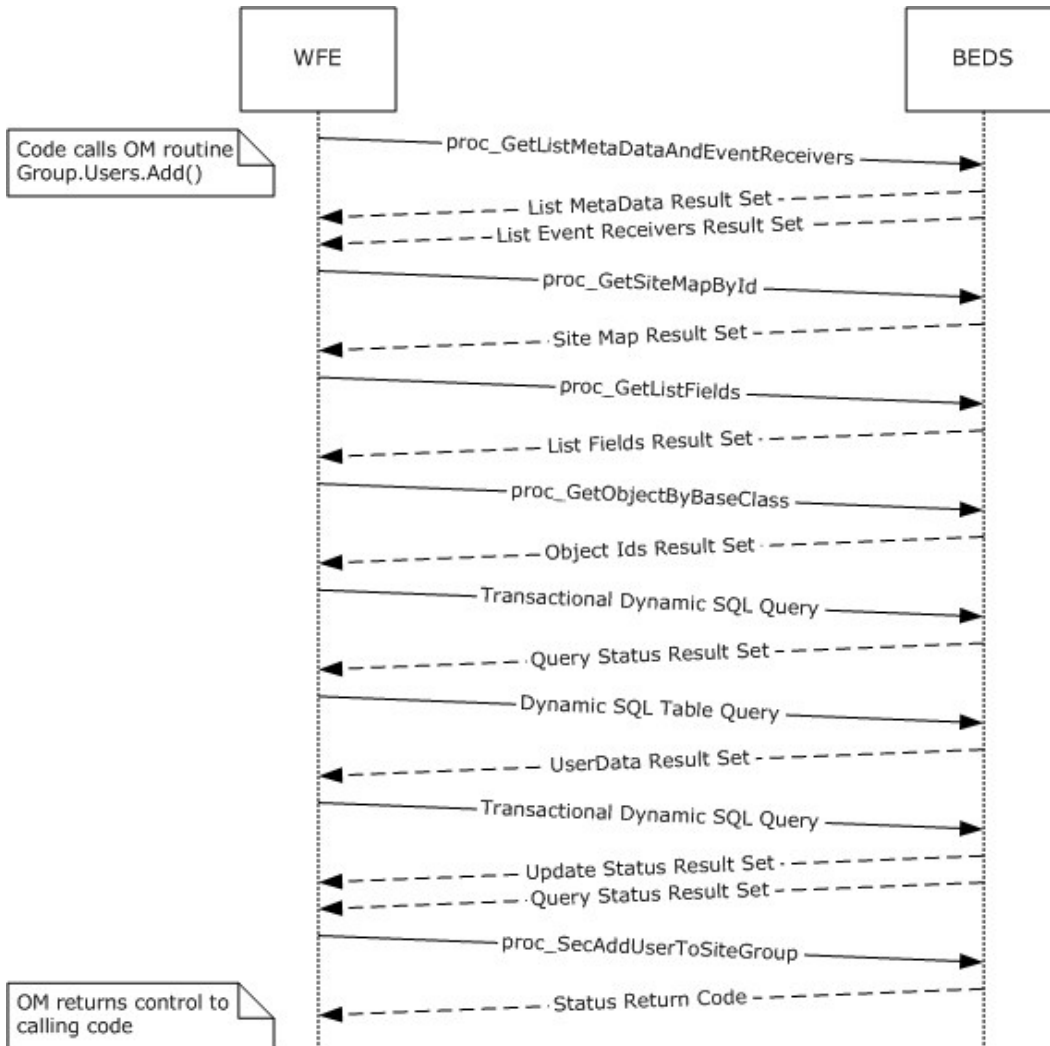 WFE
BEDS
Code calls OM routine
Group.Users.Add()
proc_GetListMetaDataAndEventReceivers
List MetaData Result Set
List Event Receivers Result Set
proc_GetSiteMapById
Site Map Result Set
proc_GetListFields
List Fields Result Set
proc_GetObjectByBaseClass
Object Ids Result Set
Transactional Dynamic SQL Query
Query Status Result Set
Dynamic SQL Table Query
UserData Result Set
Transactional Dynamic SQL Query
Update Status Result Set
Query Status Result Set
proc_SecAddUserToSiteGroup
OM returns control to
calling code
Status Return Code